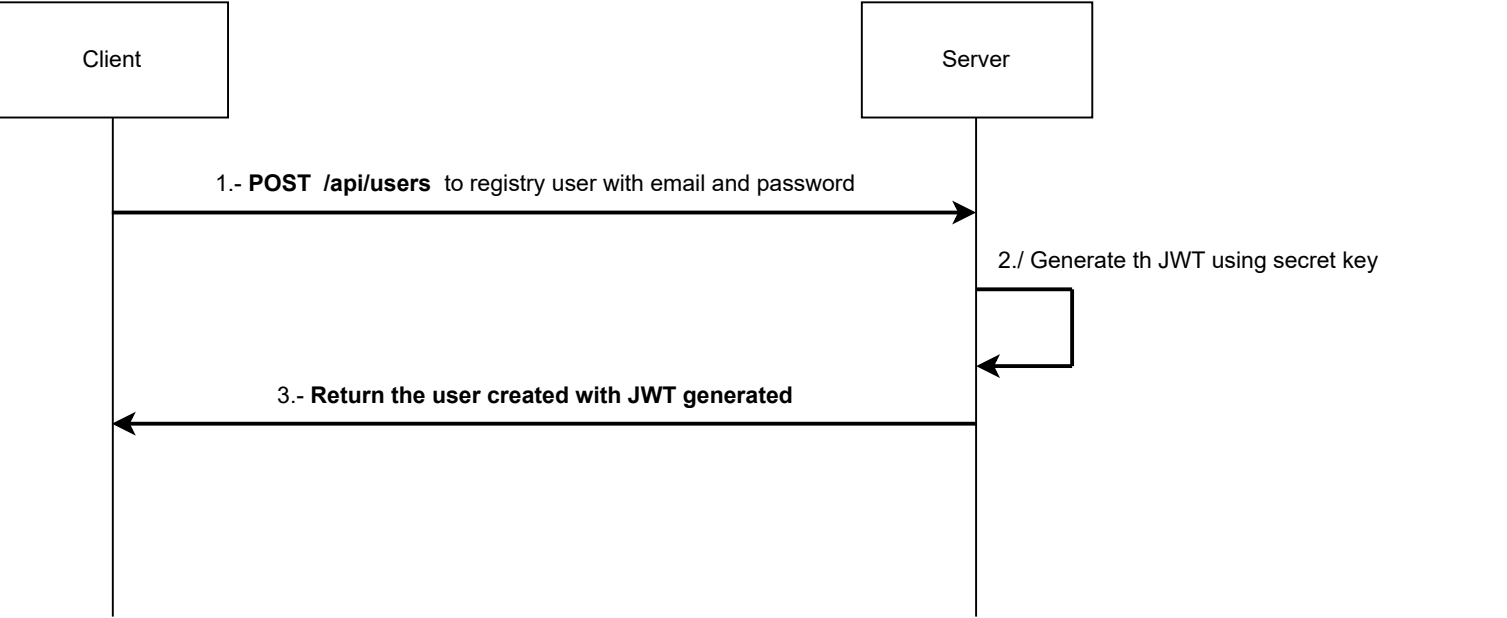 Client
Server
1.- POST /api/users to registry user with email and password
2./ Generate th JWT using secret key
3.- Return the user created with JWT generated